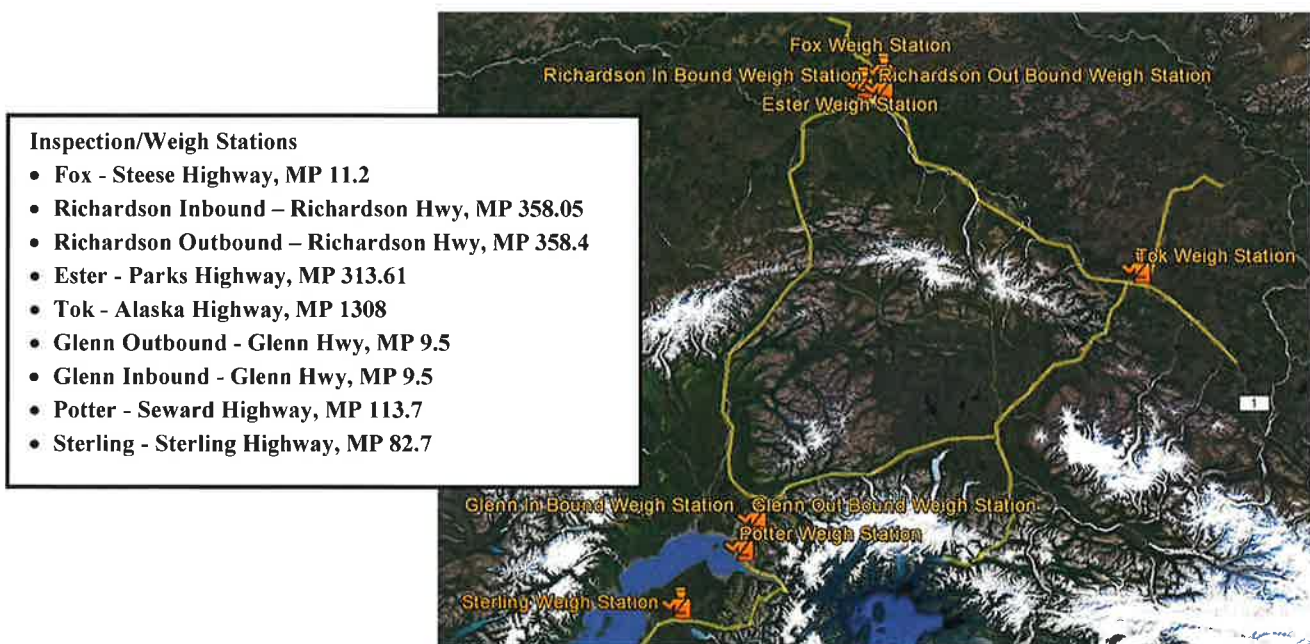 Inspection/Weigh Stations
• Fox - Steese Highway, MP 11.2
• Richardson Inbound – Richardson Hwy, MP 358.05
• Richardson Outbound – Richardson Hwy, MP 358.4
• Ester - Parks Highway, MP 313.61
• Tok - Alaska Highway, MP 1308
• Glenn Outbound - Glenn Hwy, MP 9.5
• Glenn Inbound - Glenn Hwy, MP 9.5
• Potter - Seward Highway, MP 113.7
• Sterling - Sterling Highway, MP 82.7
Fox Weigh Station
Richardson In Bound Weigh Station
Richardson Out Bound Weigh Station
Ester Weigh Station
Tok Weigh Station
1
Glenn In Bound Weigh Station
Glenn Out Bound Weigh Station
Potter Weigh Station
Sterling Weigh Station